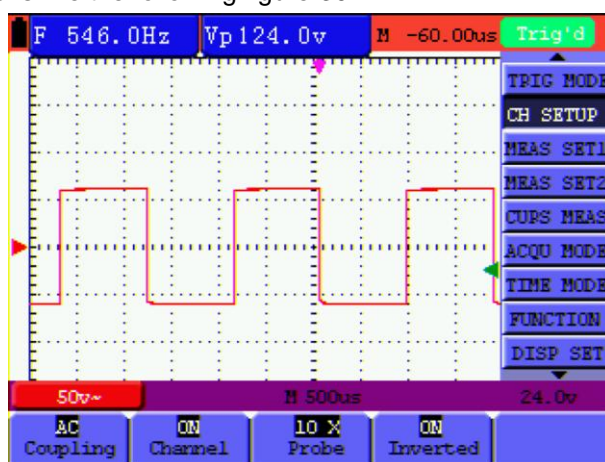 F 546.0Hz Vp124.0v M -60.00us Trig'd
TRIG MODE
CH SETUP
MEAS SET1
MEAS SET2
CUPS MEAS
ACQU MODE
TIME MODE
FUNCTION
DISP SET
50v~ M 500us 24.0v
AC ON 10 X ON
Coupling Channel Probe Inverted